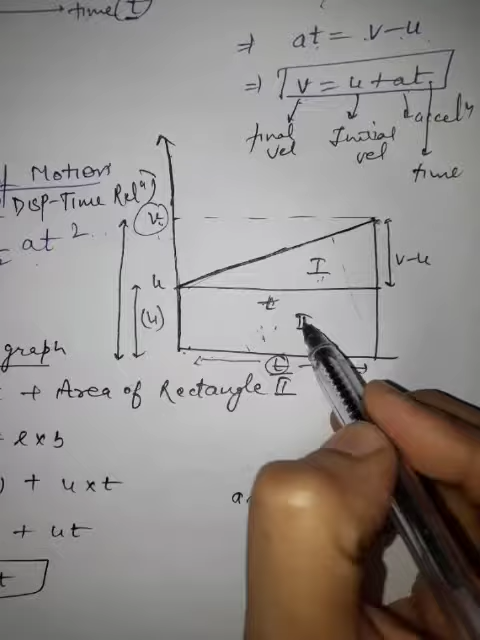 time (t)
⇒ at = v-u
⇒ v = u + at
final vel
Initial vel
accelⁿ
time
Motion
DISP-Time Relⁿ
at²
v
u
(u)
I
t
II
v-u
(t)
graph
+ Area of Rectangle II
l×b
+ u×t
+ ut
t
a